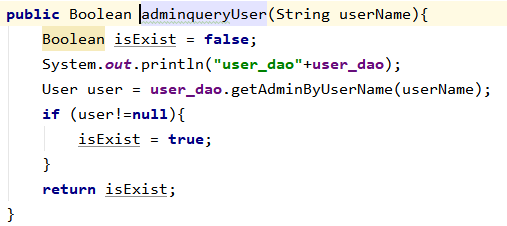 public Boolean adminqueryUser(String userName){
Boolean isExist = false;
System.out.println("user_dao"+user_dao);
User user = user_dao.getAdminByUserName(userName);
if (user!=null){
isExist = true;
}
return isExist;
}